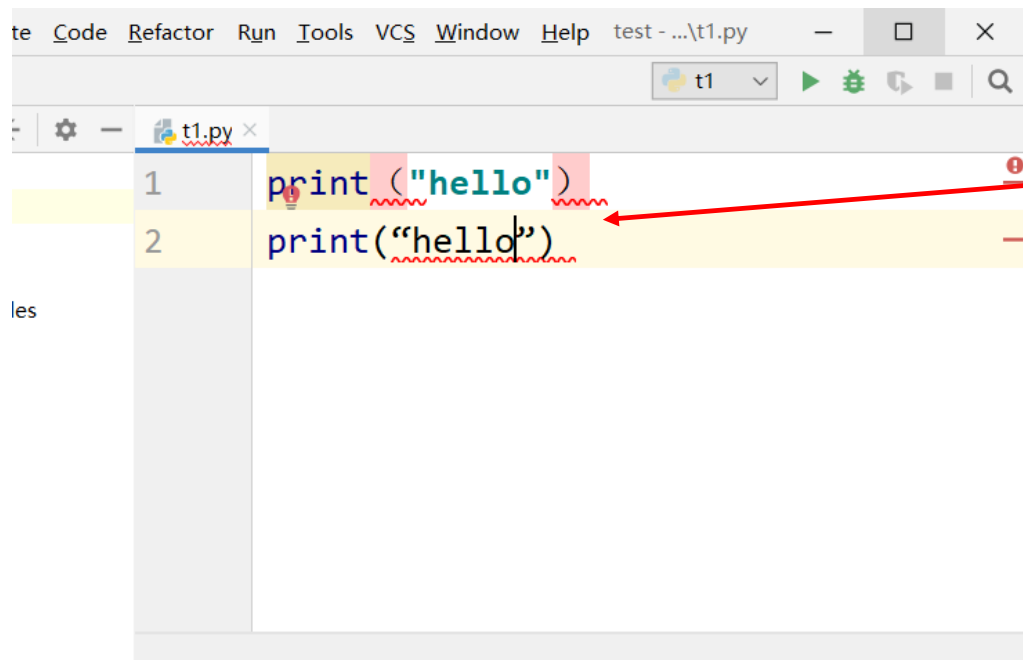 te Code Refactor Run Tools VCS Window Help test - ...\t1.py
t1
t1.py
1 print（"hello"）
2 print(“hello”)
les